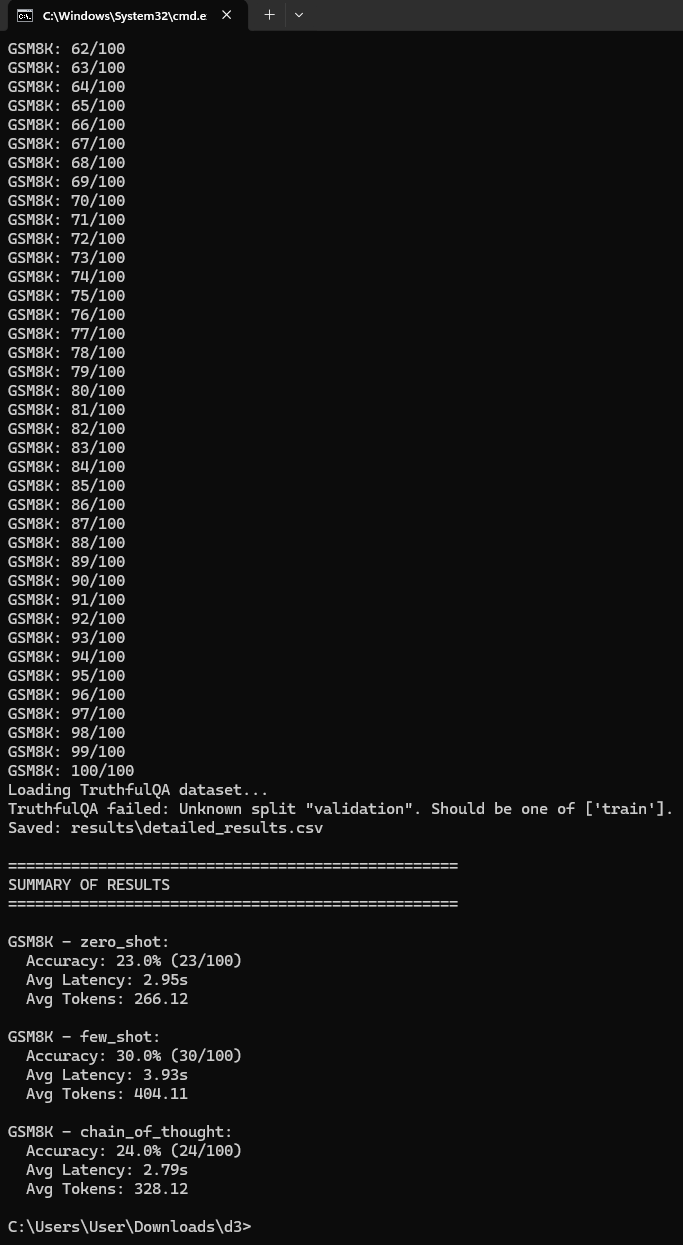 C:\Windows\System32\cmd.e
GSM8K: 62/100
GSM8K: 63/100
GSM8K: 64/100
GSM8K: 65/100
GSM8K: 66/100
GSM8K: 67/100
GSM8K: 68/100
GSM8K: 69/100
GSM8K: 70/100
GSM8K: 71/100
GSM8K: 72/100
GSM8K: 73/100
GSM8K: 74/100
GSM8K: 75/100
GSM8K: 76/100
GSM8K: 77/100
GSM8K: 78/100
GSM8K: 79/100
GSM8K: 80/100
GSM8K: 81/100
GSM8K: 82/100
GSM8K: 83/100
GSM8K: 84/100
GSM8K: 85/100
GSM8K: 86/100
GSM8K: 87/100
GSM8K: 88/100
GSM8K: 89/100
GSM8K: 90/100
GSM8K: 91/100
GSM8K: 92/100
GSM8K: 93/100
GSM8K: 94/100
GSM8K: 95/100
GSM8K: 96/100
GSM8K: 97/100
GSM8K: 98/100
GSM8K: 99/100
GSM8K: 100/100
Loading TruthfulQA dataset...
TruthfulQA failed: Unknown split "validation". Should be one of ['train'].
Saved: results\detailed_results.csv
==================================================
SUMMARY OF RESULTS
==================================================
GSM8K - zero_shot:
Accuracy: 23.0% (23/100)
Avg Latency: 2.95s
Avg Tokens: 266.12
GSM8K - few_shot:
Accuracy: 30.0% (30/100)
Avg Latency: 3.93s
Avg Tokens: 404.11
GSM8K - chain_of_thought:
Accuracy: 24.0% (24/100)
Avg Latency: 2.79s
Avg Tokens: 328.12
C:\Users\User\Downloads\d3>